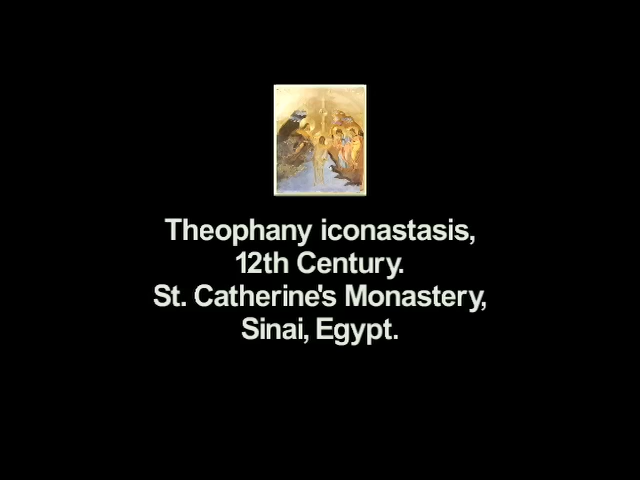 Theophany iconastasis,
12th Century.
St. Catherine's Monastery,
Sinai, Egypt.